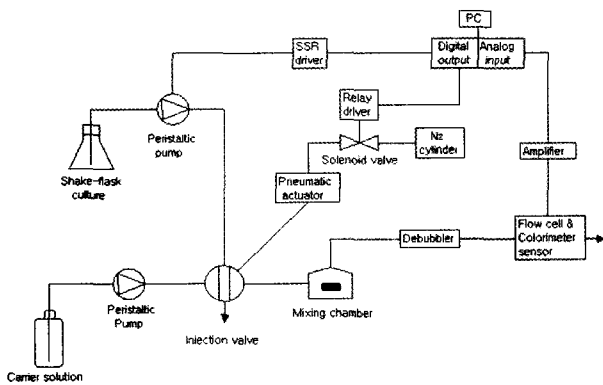 PC
SSR
driver
Digital
output
Analog
input
Relay
driver
Peristaltic
pump
Solenoid valve
N2
cylinder
Amplifier
Shake-flask
culture
Pneumatic
actuator
Debubbler
Flow cell &
Colorimeter
sensor
Peristaltic
Pump
Mixing chamber
Injection valve
Carrier solution